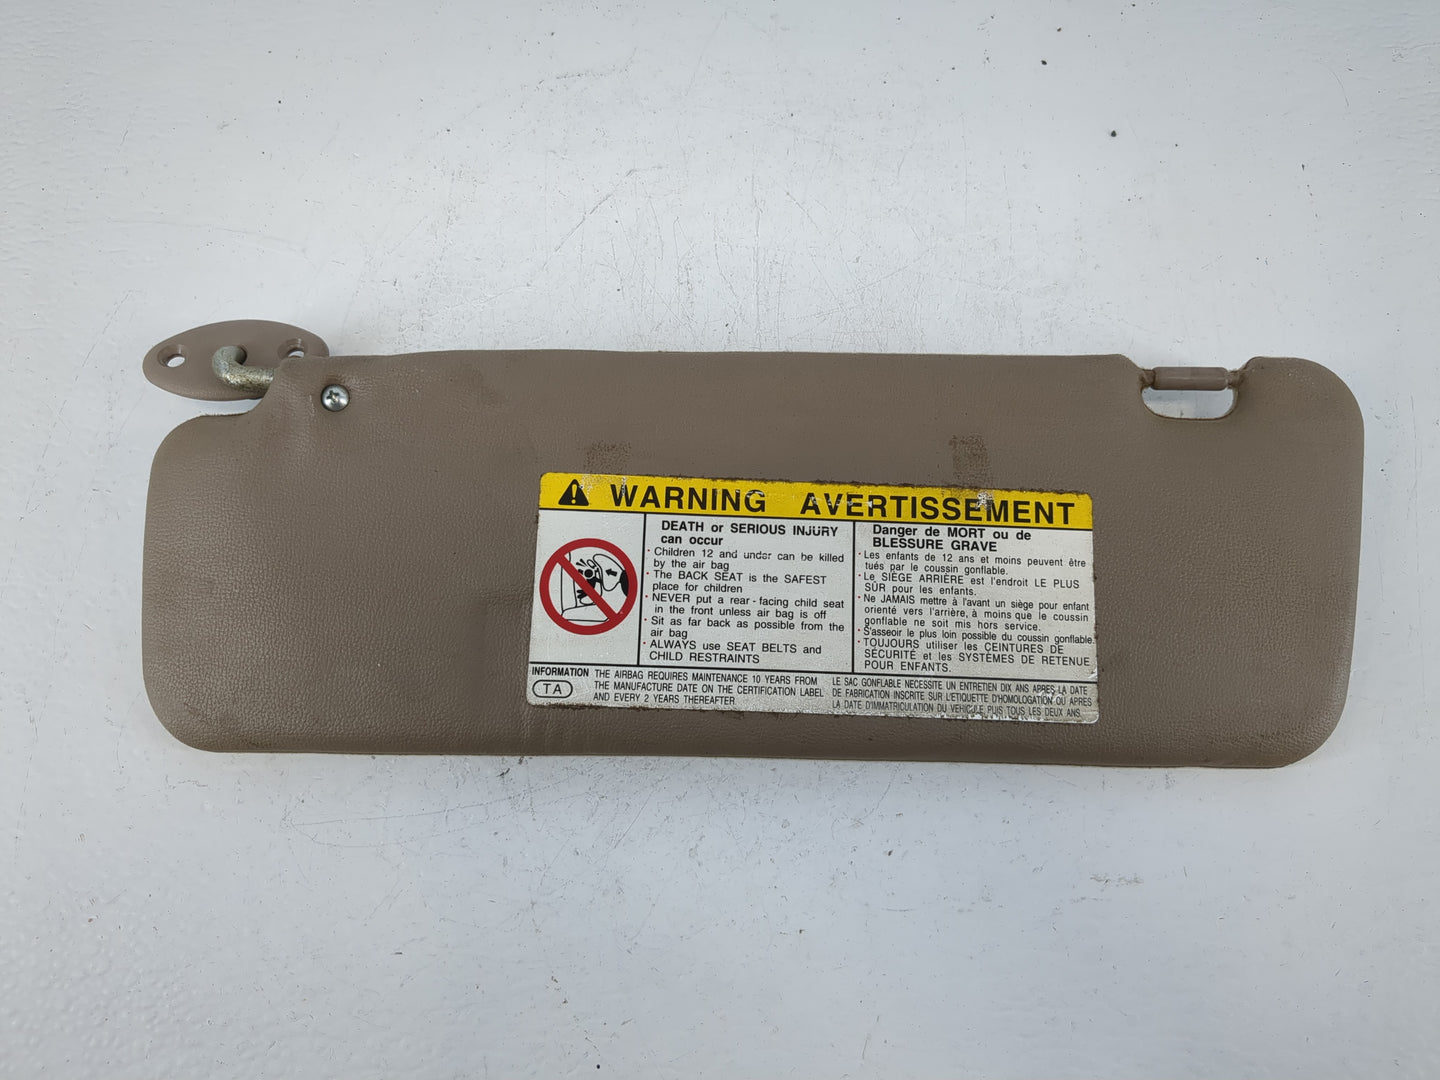 WARNING AVERTISSEMENT
DEATH or SERIOUS INJURY
can occur
· Children 12 and under can be killed
by the air bag
· The BACK SEAT is the SAFEST
place for children
· NEVER put a rear-facing child seat
in the front unless air bag is off
· Sit as far back as possible from the
air bag
· ALWAYS use SEAT BELTS and
CHILD RESTRAINTS
Danger de MORT ou de
BLESSURE GRAVE
· Les enfants de 12 ans et moins peuvent être
tués par le coussin gonflable.
· Le SIÈGE ARRIÈRE est l'endroit LE PLUS
SÛR pour les enfants.
· Ne JAMAIS mettre à l'avant un siège pour enfant
orienté vers l'arrière, à moins que le coussin
gonflable ne soit mis hors service.
· S'asseoir le plus loin possible du coussin gonflable.
· TOUJOURS utiliser les CEINTURES DE
SÉCURITÉ et les SYSTÈMES DE RETENUE
POUR ENFANTS.
INFORMATION
TA
THE AIRBAG REQUIRES MAINTENANCE 10 YEARS FROM
THE MANUFACTURE DATE ON THE CERTIFICATION LABEL
AND EVERY 2 YEARS THEREAFTER
LE SAC GONFLABLE NECESSITE UN ENTRETIEN DIX ANS APRES LA DATE
DE FABRICATION INSCRITE SUR L'ETIQUETTE D'HOMOLOGATION OU APRES
LA DATE D'IMMATRICULATION DU VEHICULE PUIS TOUS LES DEUX ANS.